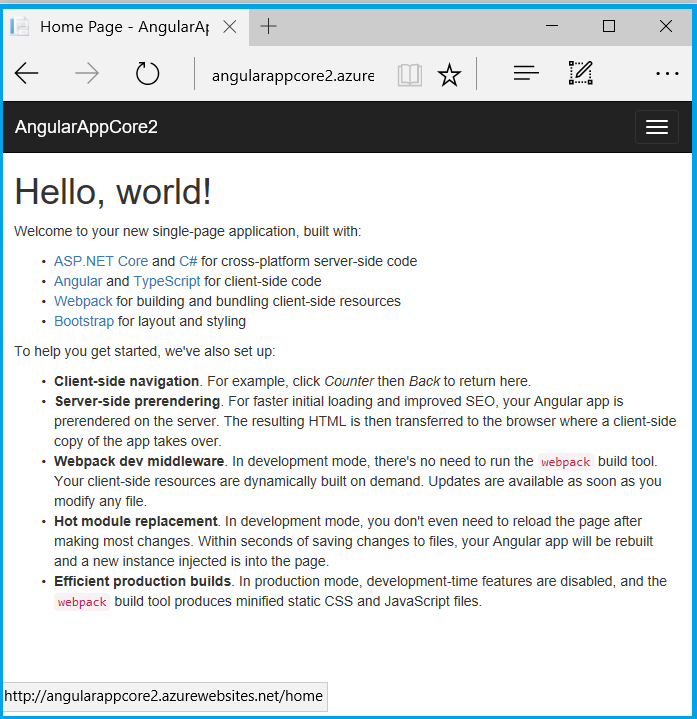 Home Page - AngularAp
angularappcore2.azure
AngularAppCore2
Hello, world!
Welcome to your new single-page application, built with:
• ASP.NET Core and C# for cross-platform server-side code
• Angular and TypeScript for client-side code
• Webpack for building and bundling client-side resources
• Bootstrap for layout and styling
To help you get started, we've also set up:
• Client-side navigation. For example, click Counter then Back to return here.
• Server-side prerendering. For faster initial loading and improved SEO, your Angular app is
prerendered on the server. The resulting HTML is then transferred to the browser where a client-side
copy of the app takes over.
• Webpack dev middleware. In development mode, there's no need to run the webpack build tool.
Your client-side resources are dynamically built on demand. Updates are available as soon as you
modify any file.
• Hot module replacement. In development mode, you don't even need to reload the page after
making most changes. Within seconds of saving changes to files, your Angular app will be rebuilt
and a new instance injected is into the page.
• Efficient production builds. In production mode, development-time features are disabled, and the
webpack build tool produces minified static CSS and JavaScript files.
http://angularappcore2.azurewebsites.net/home